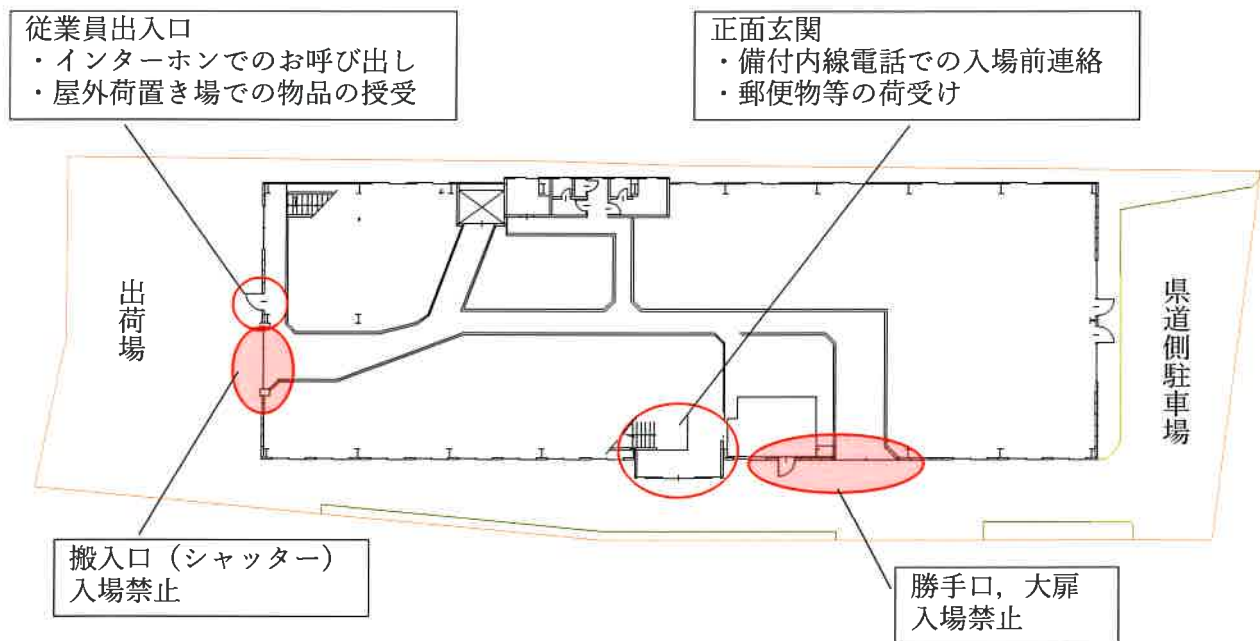 従業員出入口
・インターホンでのお呼び出し
・屋外荷置き場での物品の授受
正面玄関
・備付内線電話での入場前連絡
・郵便物等の荷受け
出荷場
県道側駐車場
搬入口（シャッター）
入場禁止
勝手口，大扉
入場禁止